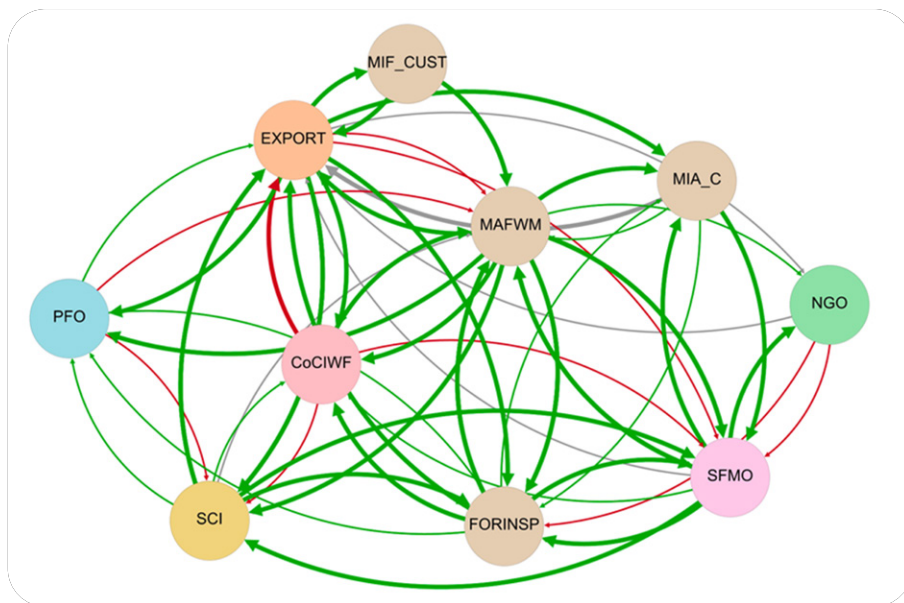 MIF_CUST
EXPORT
MIA_C
MAFWM
NGO
PFO
CoCIWF
SFMO
SCI
FORINSP